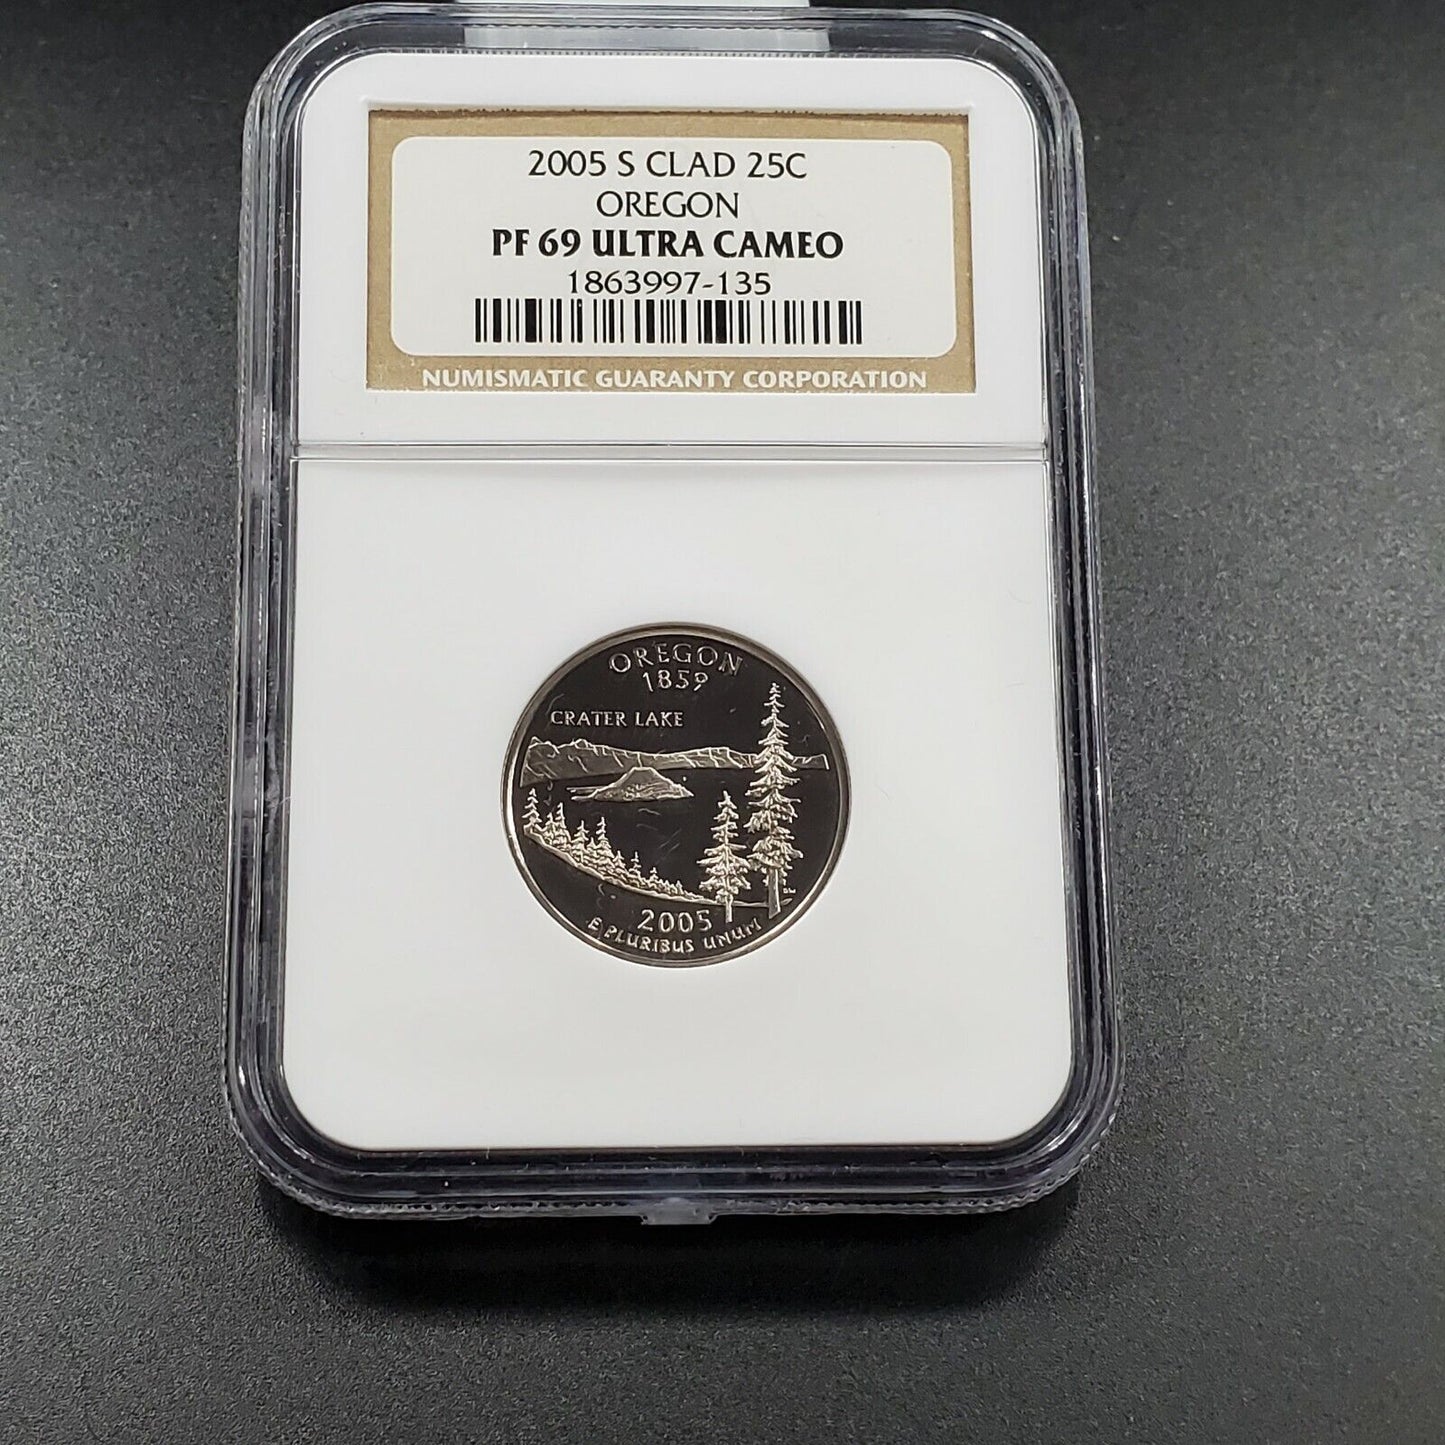 2005 S CLAD 25C
OREGON
PF 69 ULTRA CAMEO
1863997-135
NUMISMATIC GUARANTY CORPORATION
OREGON
1859
CRATER LAKE
2005
E PLURIBUS UNUM